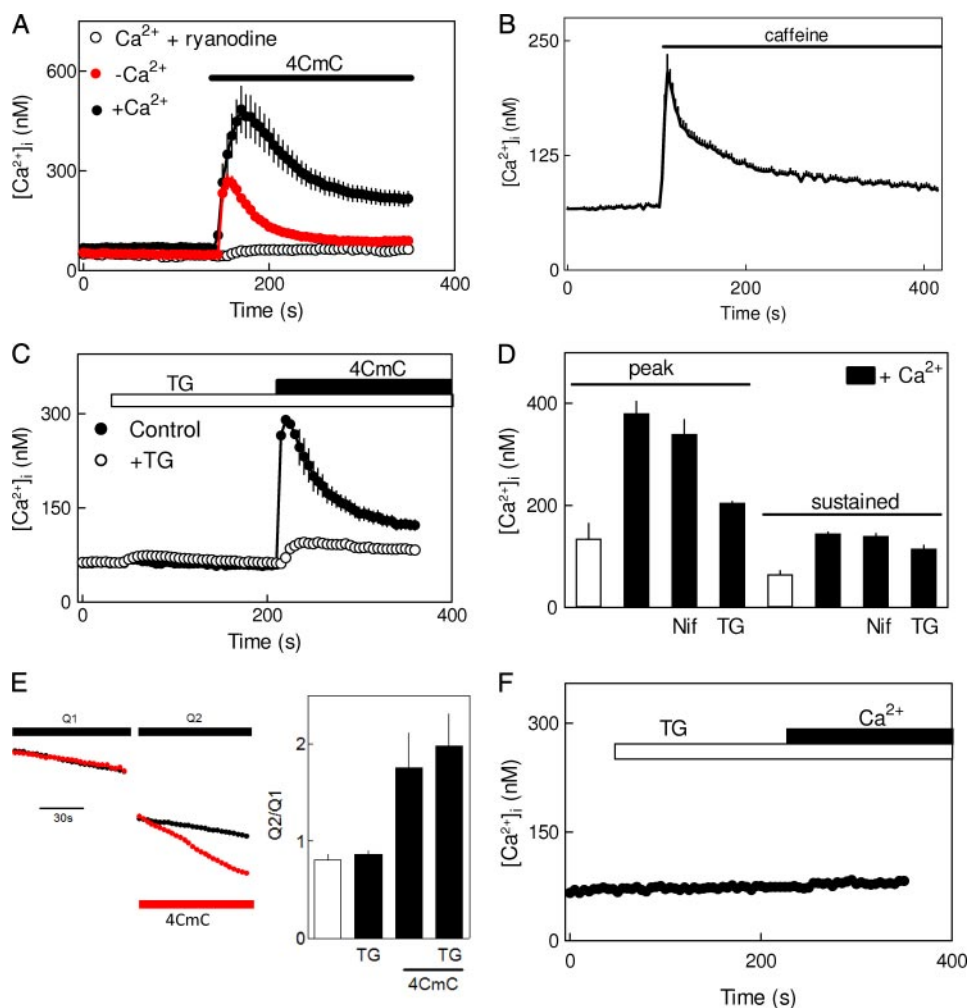 A
Ca²⁺ + ryanodine
-Ca²⁺
+Ca²⁺
4CmC
600
300
0
[Ca²⁺]i (nM)
0
200
400
Time (s)
B
caffeine
250
125
0
[Ca²⁺]i (nM)
0
200
400
Time (s)
C
4CmC
TG
Control
+TG
300
150
0
[Ca²⁺]i (nM)
0
200
400
Time (s)
D
peak
+ Ca²⁺
sustained
400
200
0
[Ca²⁺]i (nM)
Nif
TG
Nif
TG
E
Q1
Q2
30s
4CmC
2
1
0
Q2/Q1
TG
TG
4CmC
F
Ca²⁺
TG
300
150
0
[Ca²⁺]i (nM)
0
200
400
Time (s)